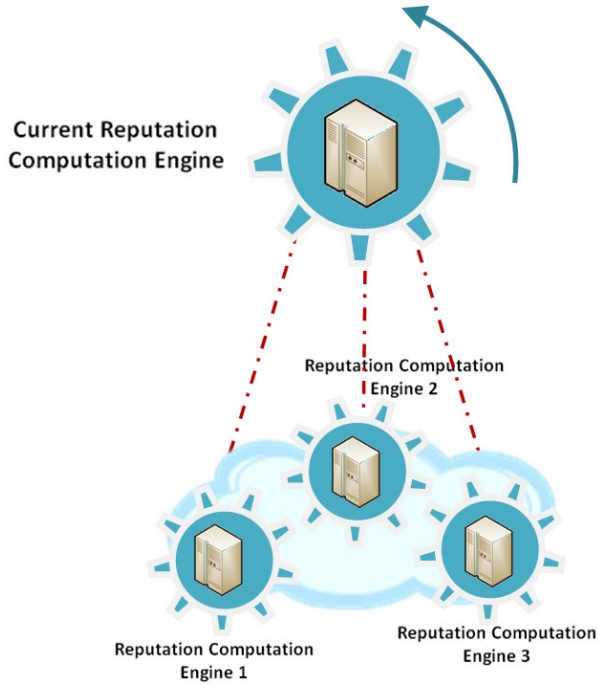 Current Reputation
Computation Engine
Reputation Computation
Engine 2
Reputation Computation
Engine 1
Reputation Computation
Engine 3